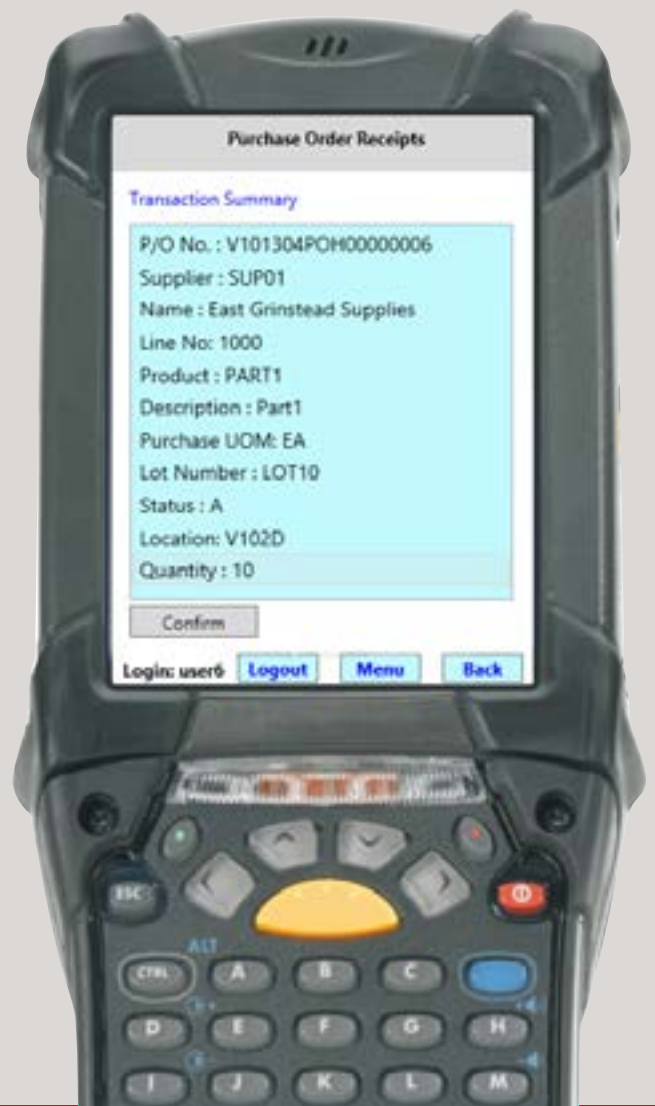 Purchase Order Receipts
Transaction Summary
P/O No. : V101304POH00000006
Supplier : SUP01
Name : East Grinstead Supplies
Line No: 1000
Product : PART1
Description : Part1
Purchase UOM: EA
Lot Number : LOT10
Status : A
Location: V102D
Quantity : 10
Confirm
Login: user6 Logout Menu Back
ESC
ALT
CTRL A B C
D E F G H
I J K L M